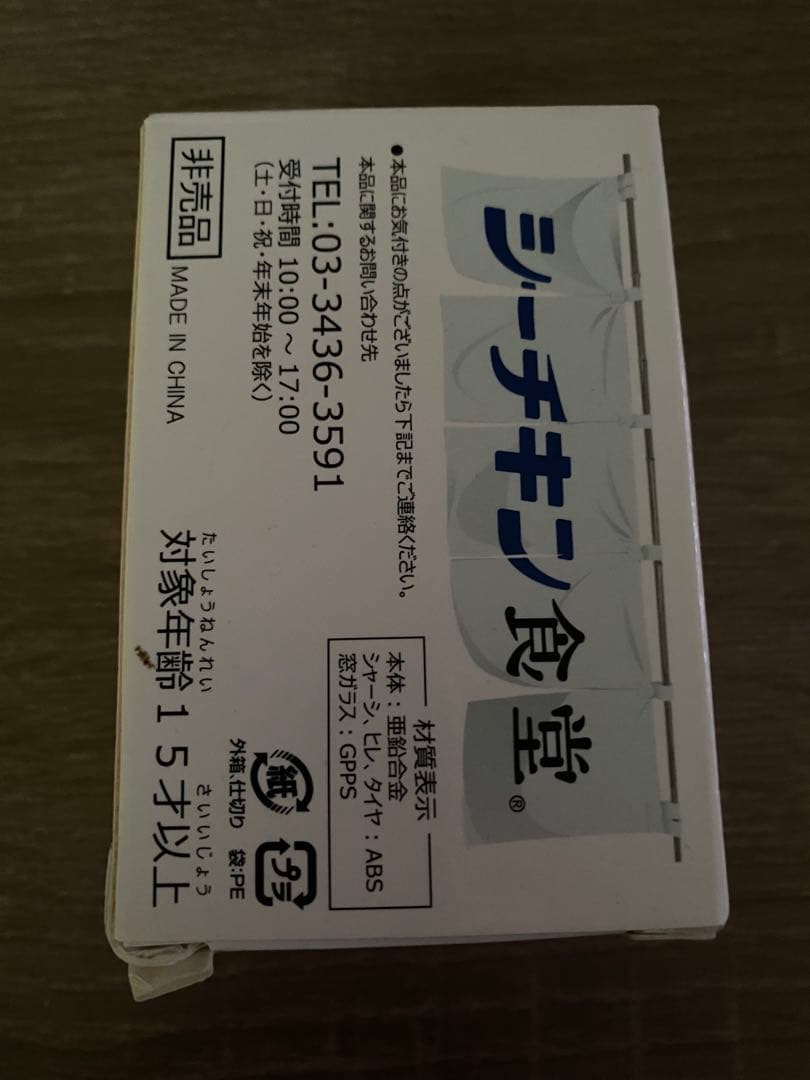 シーチキン食堂®
●本品にお気付きの点がございましたら下記までご連絡ください。
本品に関するお問い合わせ先
TEL:03-3436-3591
受付時間 10:00 ～ 17:00
(土・日・祝・年末年始を除く)
非売品 MADE IN CHINA
材質表示
本体：亜鉛合金
シャーシ、ヒレ、タイヤ：ABS
窓ガラス：GPPS
紙
プラ
外箱、仕切り 袋:PE
たいしょうねんれい さいいじょう
対象年齢１５才以上